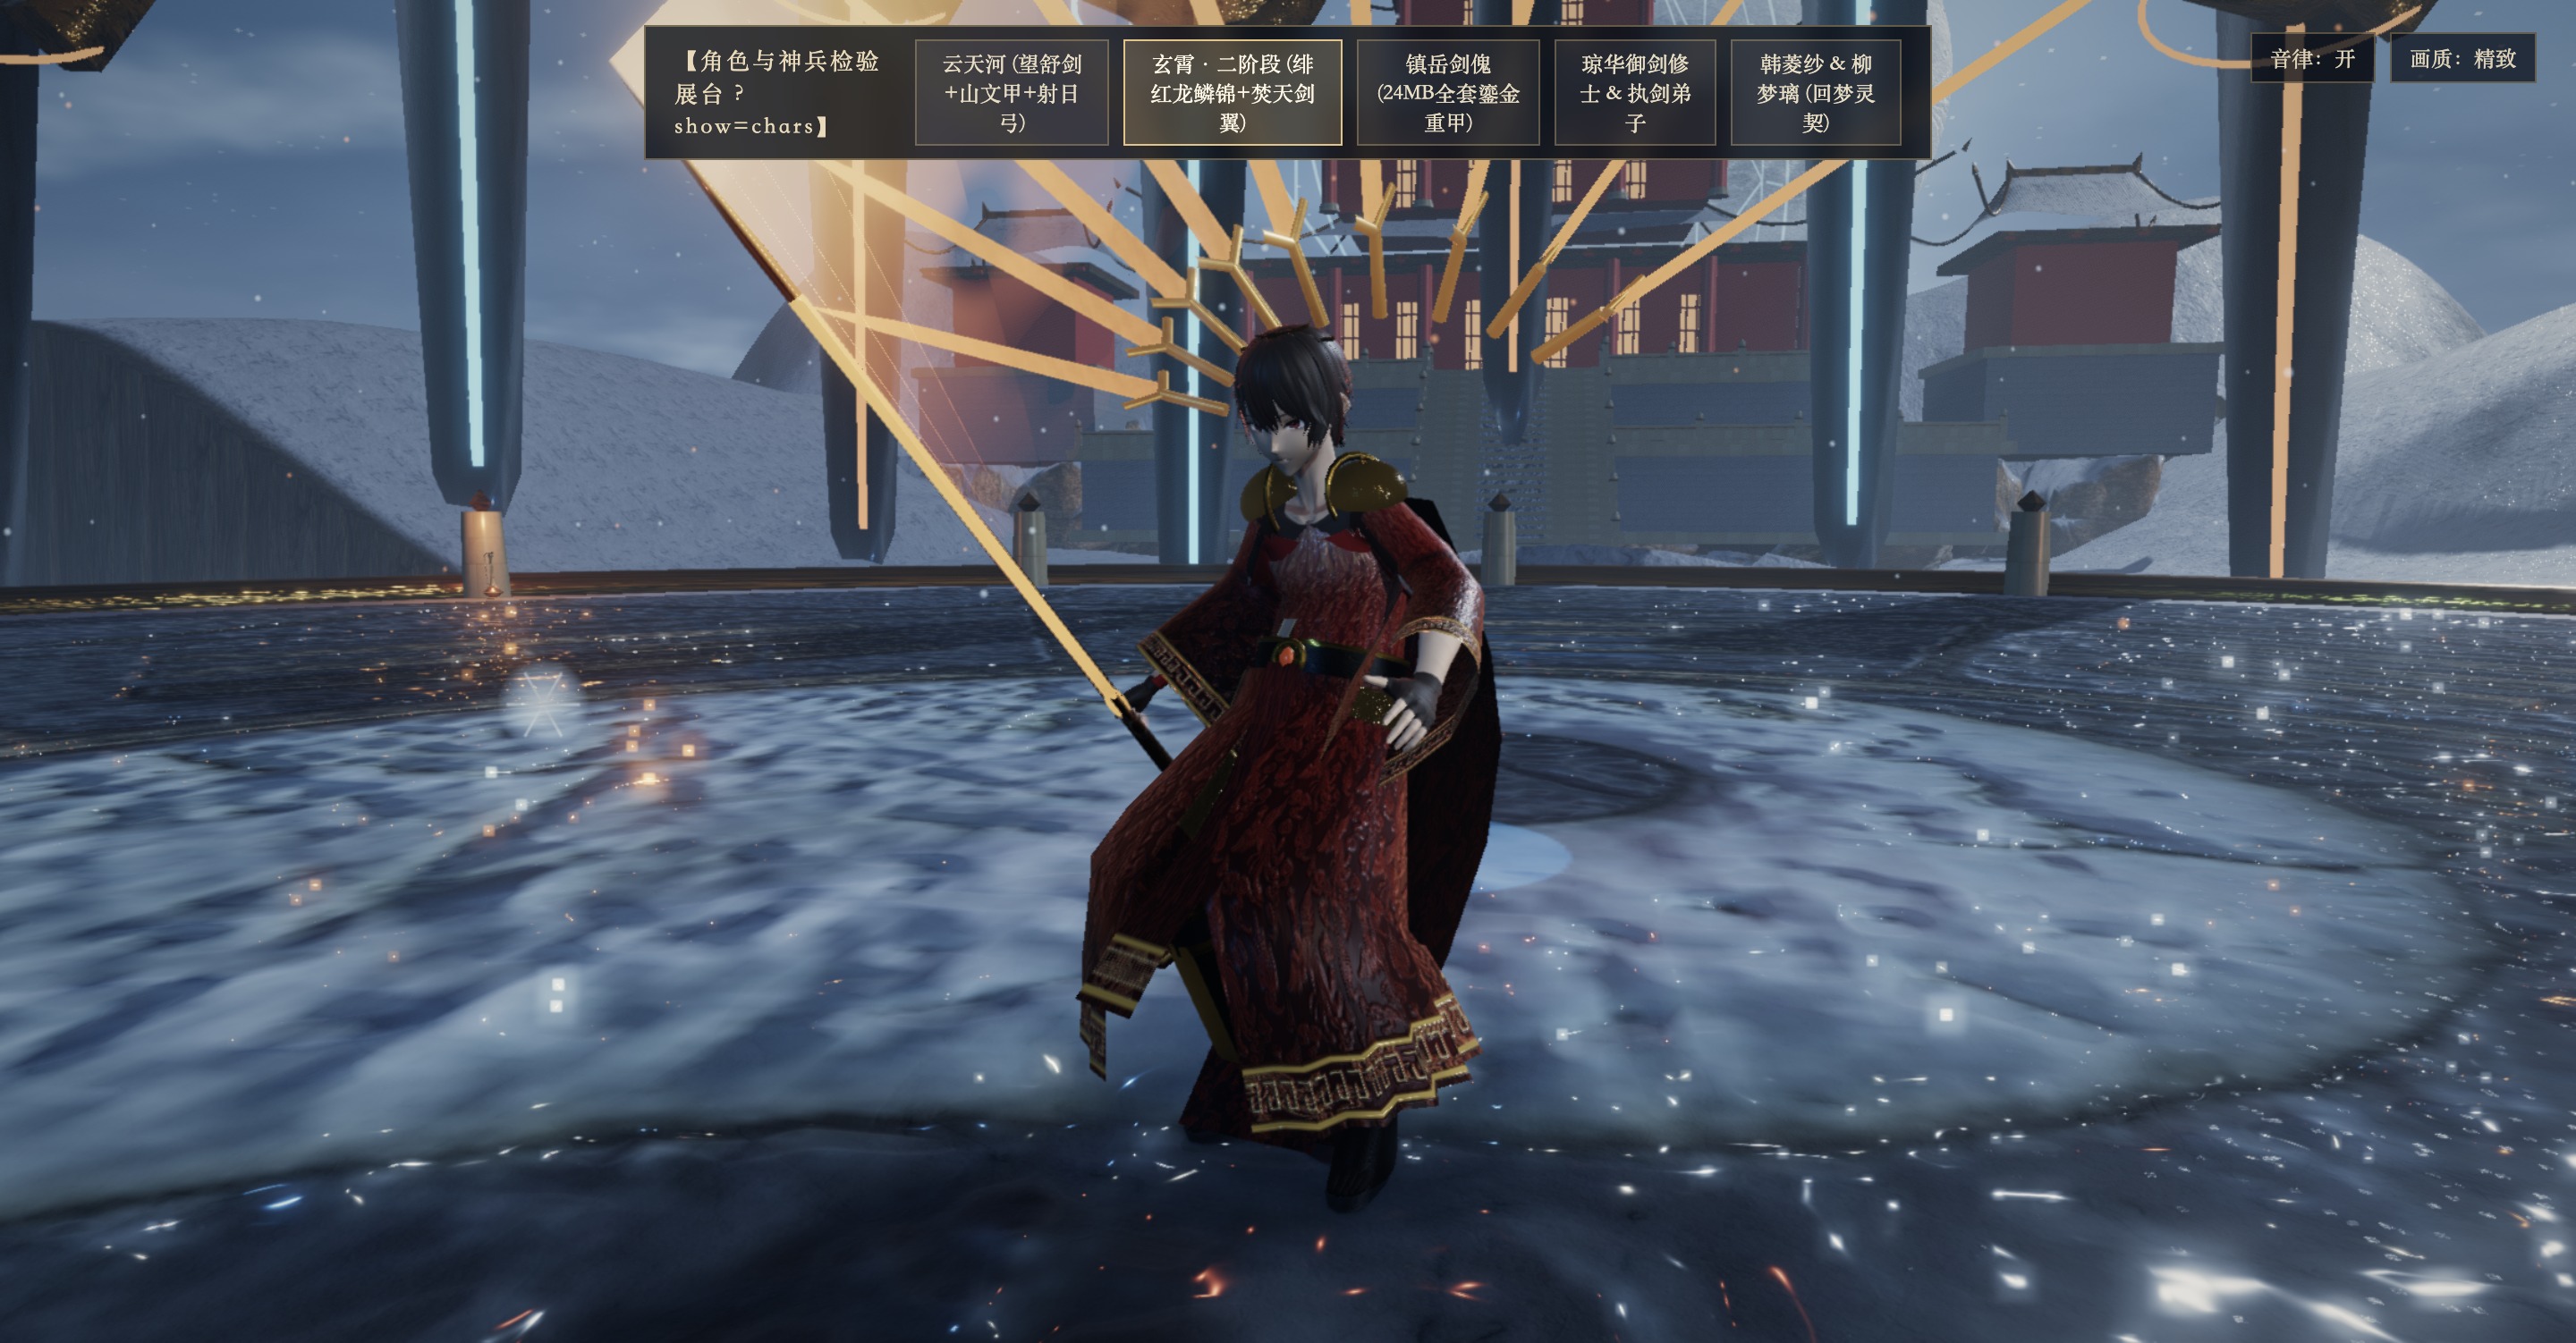 【角色与神兵检验
展台 ?
show=chars】
云天河 (望舒剑
+山文甲+射日
弓)
玄霄 · 二阶段 (绯
红龙鳞锦+焚天剑
翼)
镇岳剑傀
(24MB全套鎏金
重甲)
琼华御剑修
士 & 执剑弟
子
韩菱纱 & 柳
梦璃 (回梦灵
契)
音律：开
画质：精致